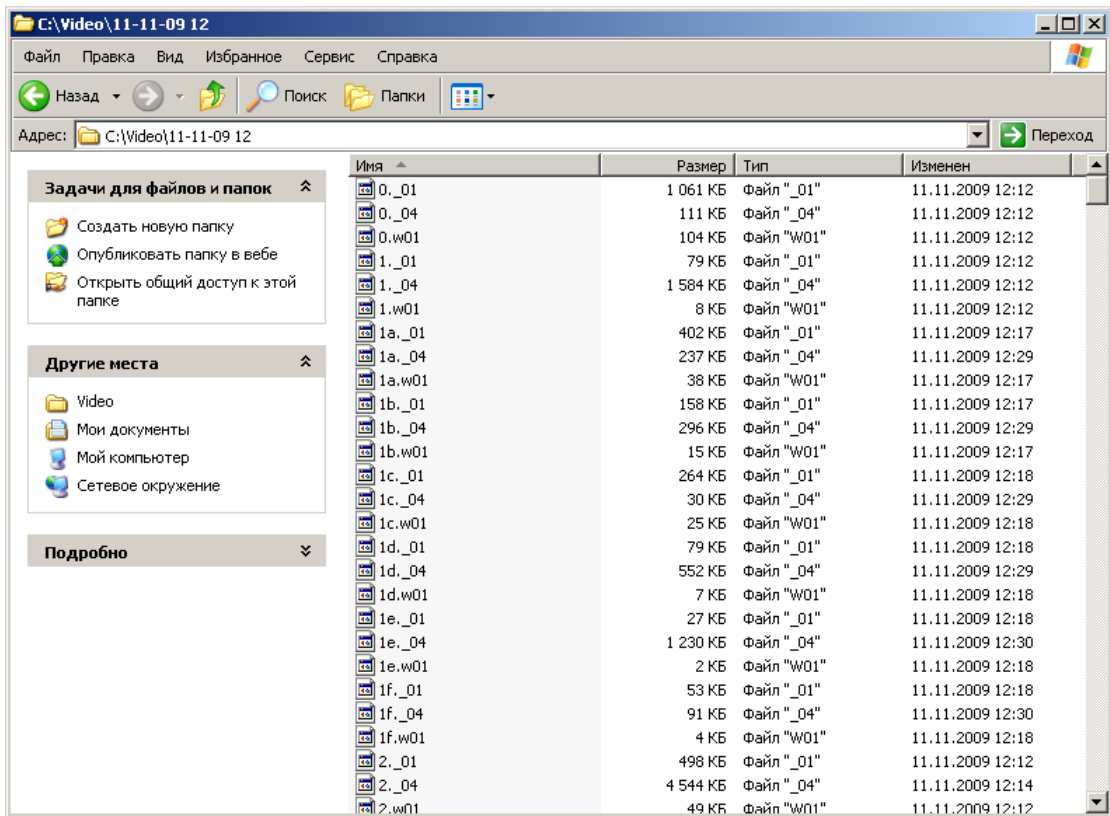 C:\Video\11-11-09 12
Файл Правка Вид Избранное Сервис Справка
Назад Поиск Папки
Адрес: C:\Video\11-11-09 12 Переход
Задачи для файлов и папок
Создать новую папку
Опубликовать папку в вебе
Открыть общий доступ к этой
папке
Другие места
Video
Мои документы
Мой компьютер
Сетевое окружение
Подробно
Имя Размер Тип Изменен
0._01 1 061 КБ Файл "_01" 11.11.2009 12:12
0._04 111 КБ Файл "_04" 11.11.2009 12:12
0.w01 104 КБ Файл "W01" 11.11.2009 12:12
1._01 79 КБ Файл "_01" 11.11.2009 12:12
1._04 1 584 КБ Файл "_04" 11.11.2009 12:12
1.w01 8 КБ Файл "W01" 11.11.2009 12:12
1a._01 402 КБ Файл "_01" 11.11.2009 12:17
1a._04 237 КБ Файл "_04" 11.11.2009 12:29
1a.w01 38 КБ Файл "W01" 11.11.2009 12:17
1b._01 158 КБ Файл "_01" 11.11.2009 12:17
1b._04 296 КБ Файл "_04" 11.11.2009 12:29
1b.w01 15 КБ Файл "W01" 11.11.2009 12:17
1c._01 264 КБ Файл "_01" 11.11.2009 12:18
1c._04 30 КБ Файл "_04" 11.11.2009 12:29
1c.w01 25 КБ Файл "W01" 11.11.2009 12:18
1d._01 79 КБ Файл "_01" 11.11.2009 12:18
1d._04 552 КБ Файл "_04" 11.11.2009 12:29
1d.w01 7 КБ Файл "W01" 11.11.2009 12:18
1e._01 27 КБ Файл "_01" 11.11.2009 12:18
1e._04 1 230 КБ Файл "_04" 11.11.2009 12:30
1e.w01 2 КБ Файл "W01" 11.11.2009 12:18
1f._01 53 КБ Файл "_01" 11.11.2009 12:18
1f._04 91 КБ Файл "_04" 11.11.2009 12:30
1f.w01 4 КБ Файл "W01" 11.11.2009 12:18
2._01 498 КБ Файл "_01" 11.11.2009 12:12
2._04 4 544 КБ Файл "_04" 11.11.2009 12:14
2.w01 49 КБ Файл "W01" 11.11.2009 12:12